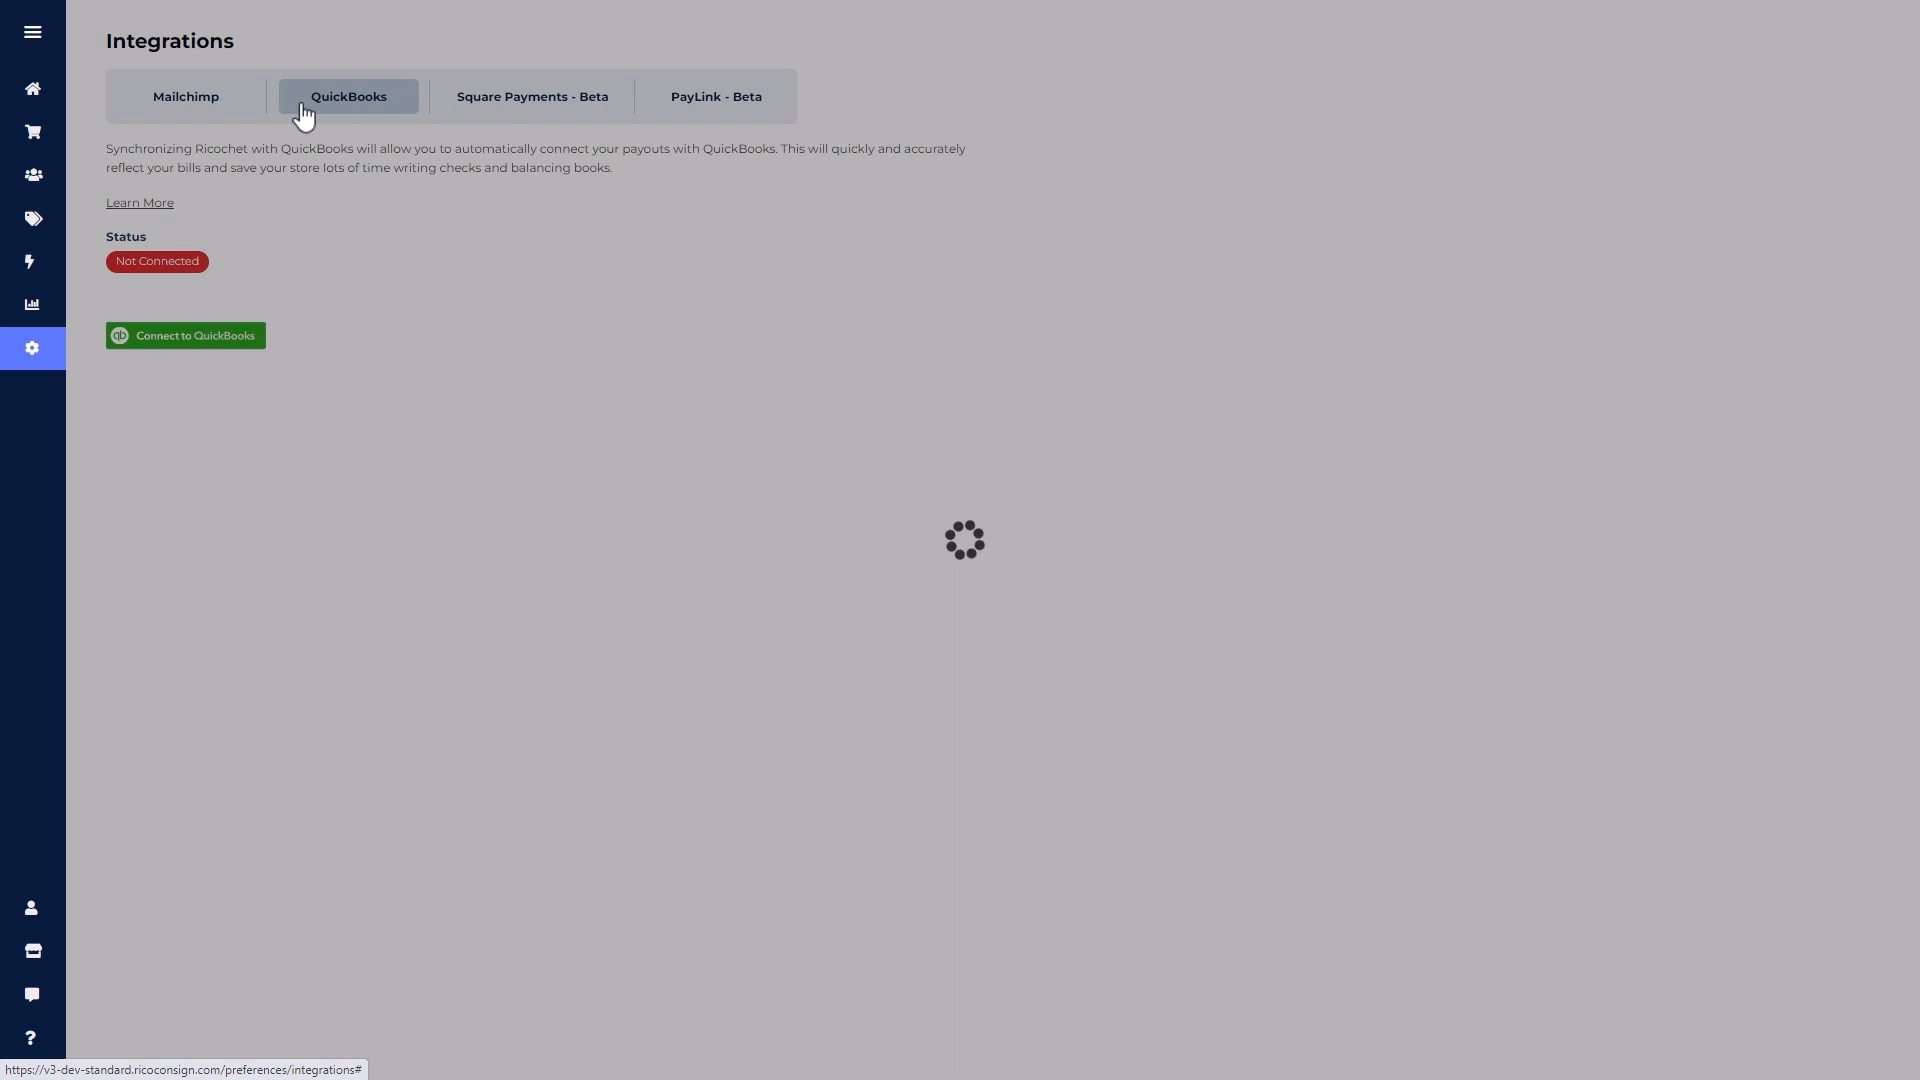 Integrations
Mailchimp
QuickBooks
Square Payments - Beta
PayLink - Beta
Synchronizing Ricochet with QuickBooks will allow you to automatically connect your payouts with QuickBooks. This will quickly and accurately
reflect your bills and save your store lots of time writing checks and balancing books.
Learn More
Status
Not Connected
qb Connect to QuickBooks
?
https://v3-dev-standard.ricoconsign.com/preferences/integrations#